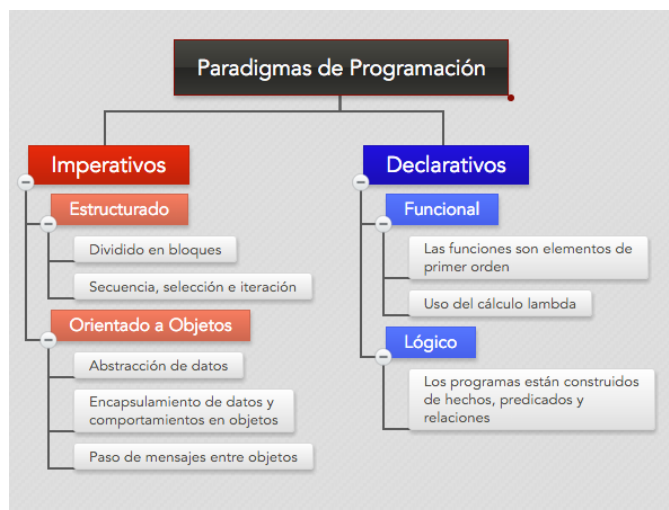 Paradigmas de Programación
Imperativos
Estructurado
Dividido en bloques
Secuencia, selección e iteración
Orientado a Objetos
Abstracción de datos
Encapsulamiento de datos y
comportamientos en objetos
Paso de mensajes entre objetos
Declarativos
Funcional
Las funciones son elementos de
primer orden
Uso del cálculo lambda
Lógico
Los programas están construidos
de hechos, predicados y
relaciones